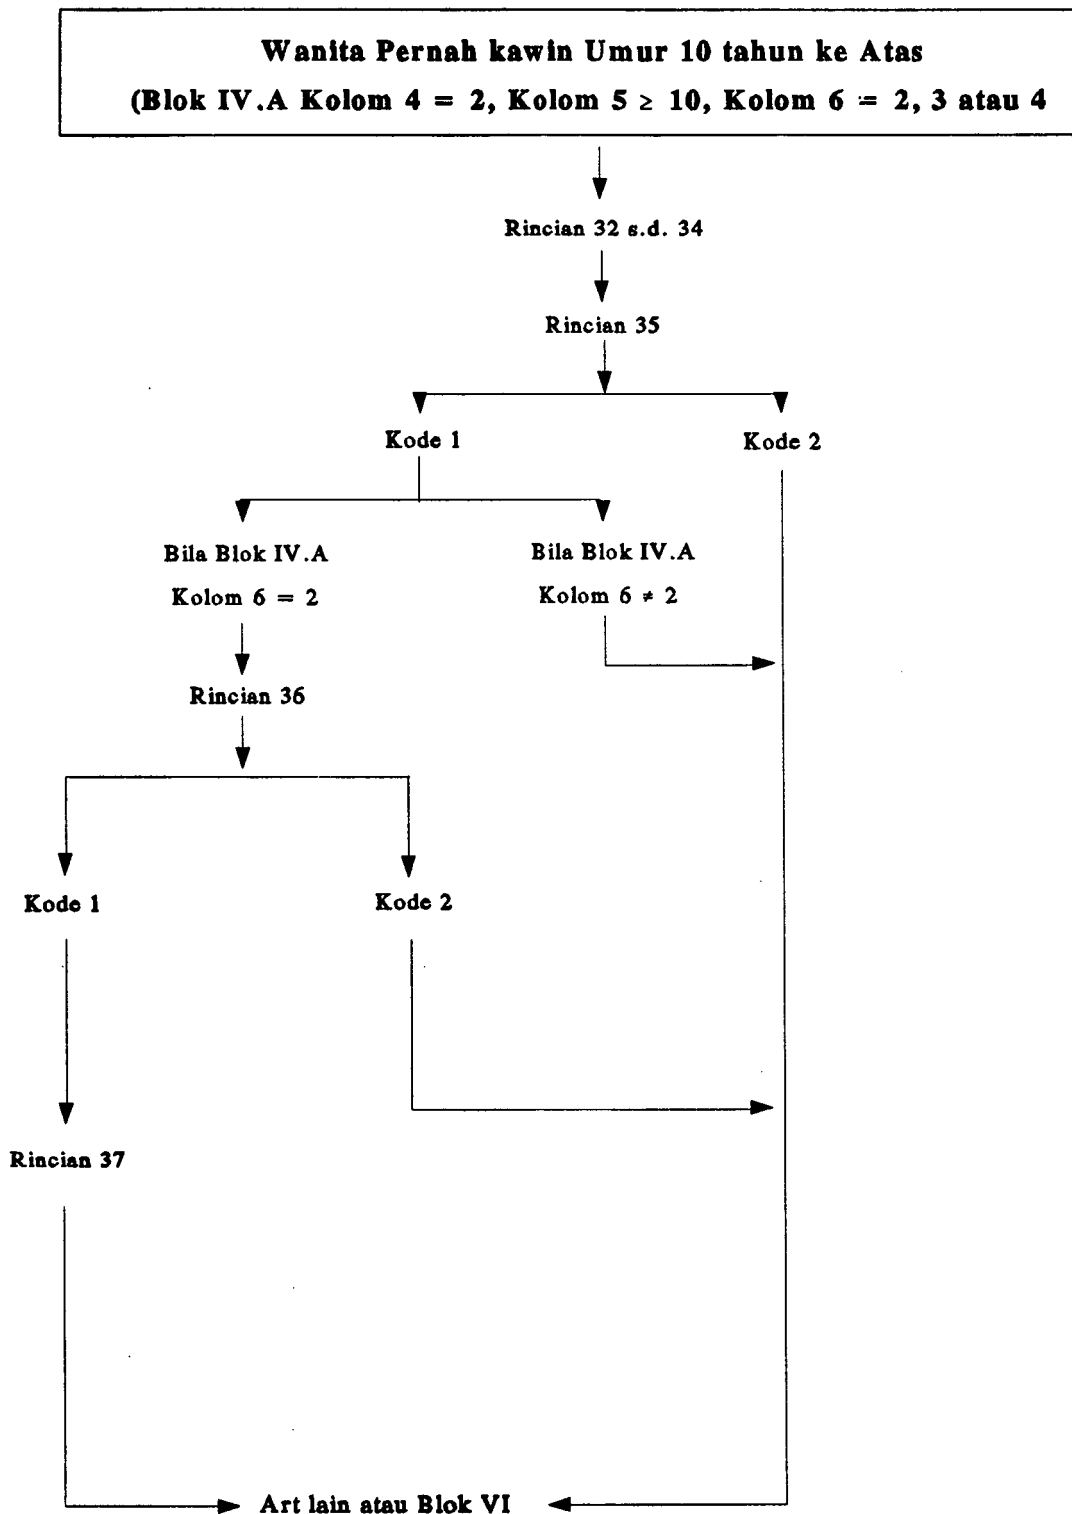 Wanita Pernah kawin Umur 10 tahun ke Atas
(Blok IV.A Kolom 4 = 2, Kolom 5 ≥ 10, Kolom 6 = 2, 3 atau 4
Rincian 32 s.d. 34
Rincian 35
Kode 1
Kode 2
Bila Blok IV.A
Kolom 6 = 2
Bila Blok IV.A
Kolom 6 ≠ 2
Rincian 36
Kode 1
Kode 2
Rincian 37
Art lain atau Blok VI